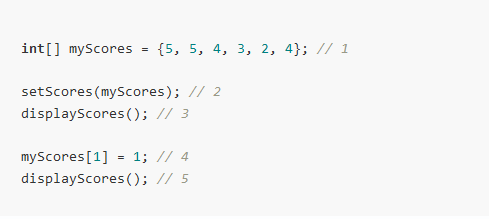 int[] myScores = {5, 5, 4, 3, 2, 4}; // 1
setScores(myScores); // 2
displayScores(); // 3
myScores[1] = 1; // 4
displayScores(); // 5